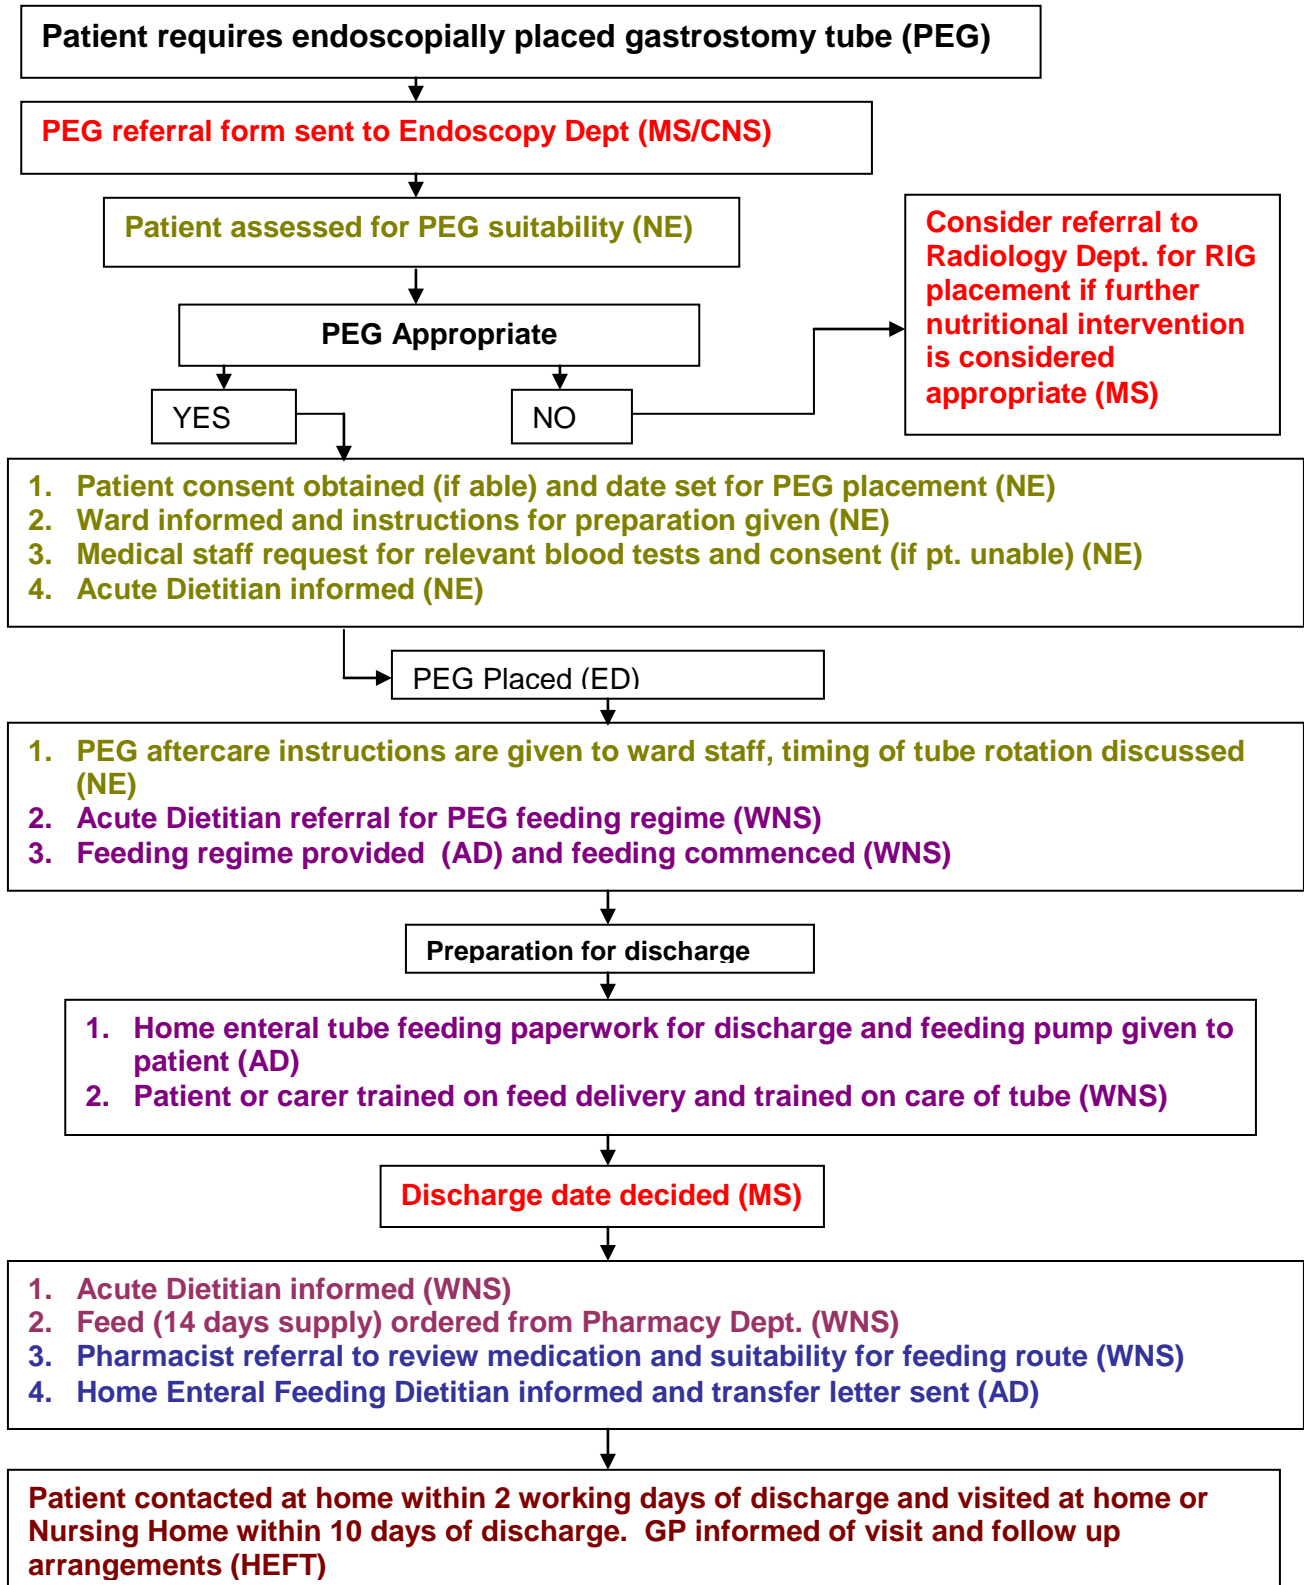 Patient requires endoscopially placed gastrostomy tube (PEG)
PEG referral form sent to Endoscopy Dept (MS/CNS)
Patient assessed for PEG suitability (NE)
Consider referral to
Radiology Dept. for RIG
placement if further
nutritional intervention
is considered
appropriate (MS)
PEG Appropriate
YES
NO
1. Patient consent obtained (if able) and date set for PEG placement (NE)
2. Ward informed and instructions for preparation given (NE)
3. Medical staff request for relevant blood tests and consent (if pt. unable) (NE)
4. Acute Dietitian informed (NE)
PEG Placed (ED)
1. PEG aftercare instructions are given to ward staff, timing of tube rotation discussed
(NE)
2. Acute Dietitian referral for PEG feeding regime (WNS)
3. Feeding regime provided (AD) and feeding commenced (WNS)
Preparation for discharge
1. Home enteral tube feeding paperwork for discharge and feeding pump given to
patient (AD)
2. Patient or carer trained on feed delivery and trained on care of tube (WNS)
Discharge date decided (MS)
1. Acute Dietitian informed (WNS)
2. Feed (14 days supply) ordered from Pharmacy Dept. (WNS)
3. Pharmacist referral to review medication and suitability for feeding route (WNS)
4. Home Enteral Feeding Dietitian informed and transfer letter sent (AD)
Patient contacted at home within 2 working days of discharge and visited at home or
Nursing Home within 10 days of discharge. GP informed of visit and follow up
arrangements (HEFT)